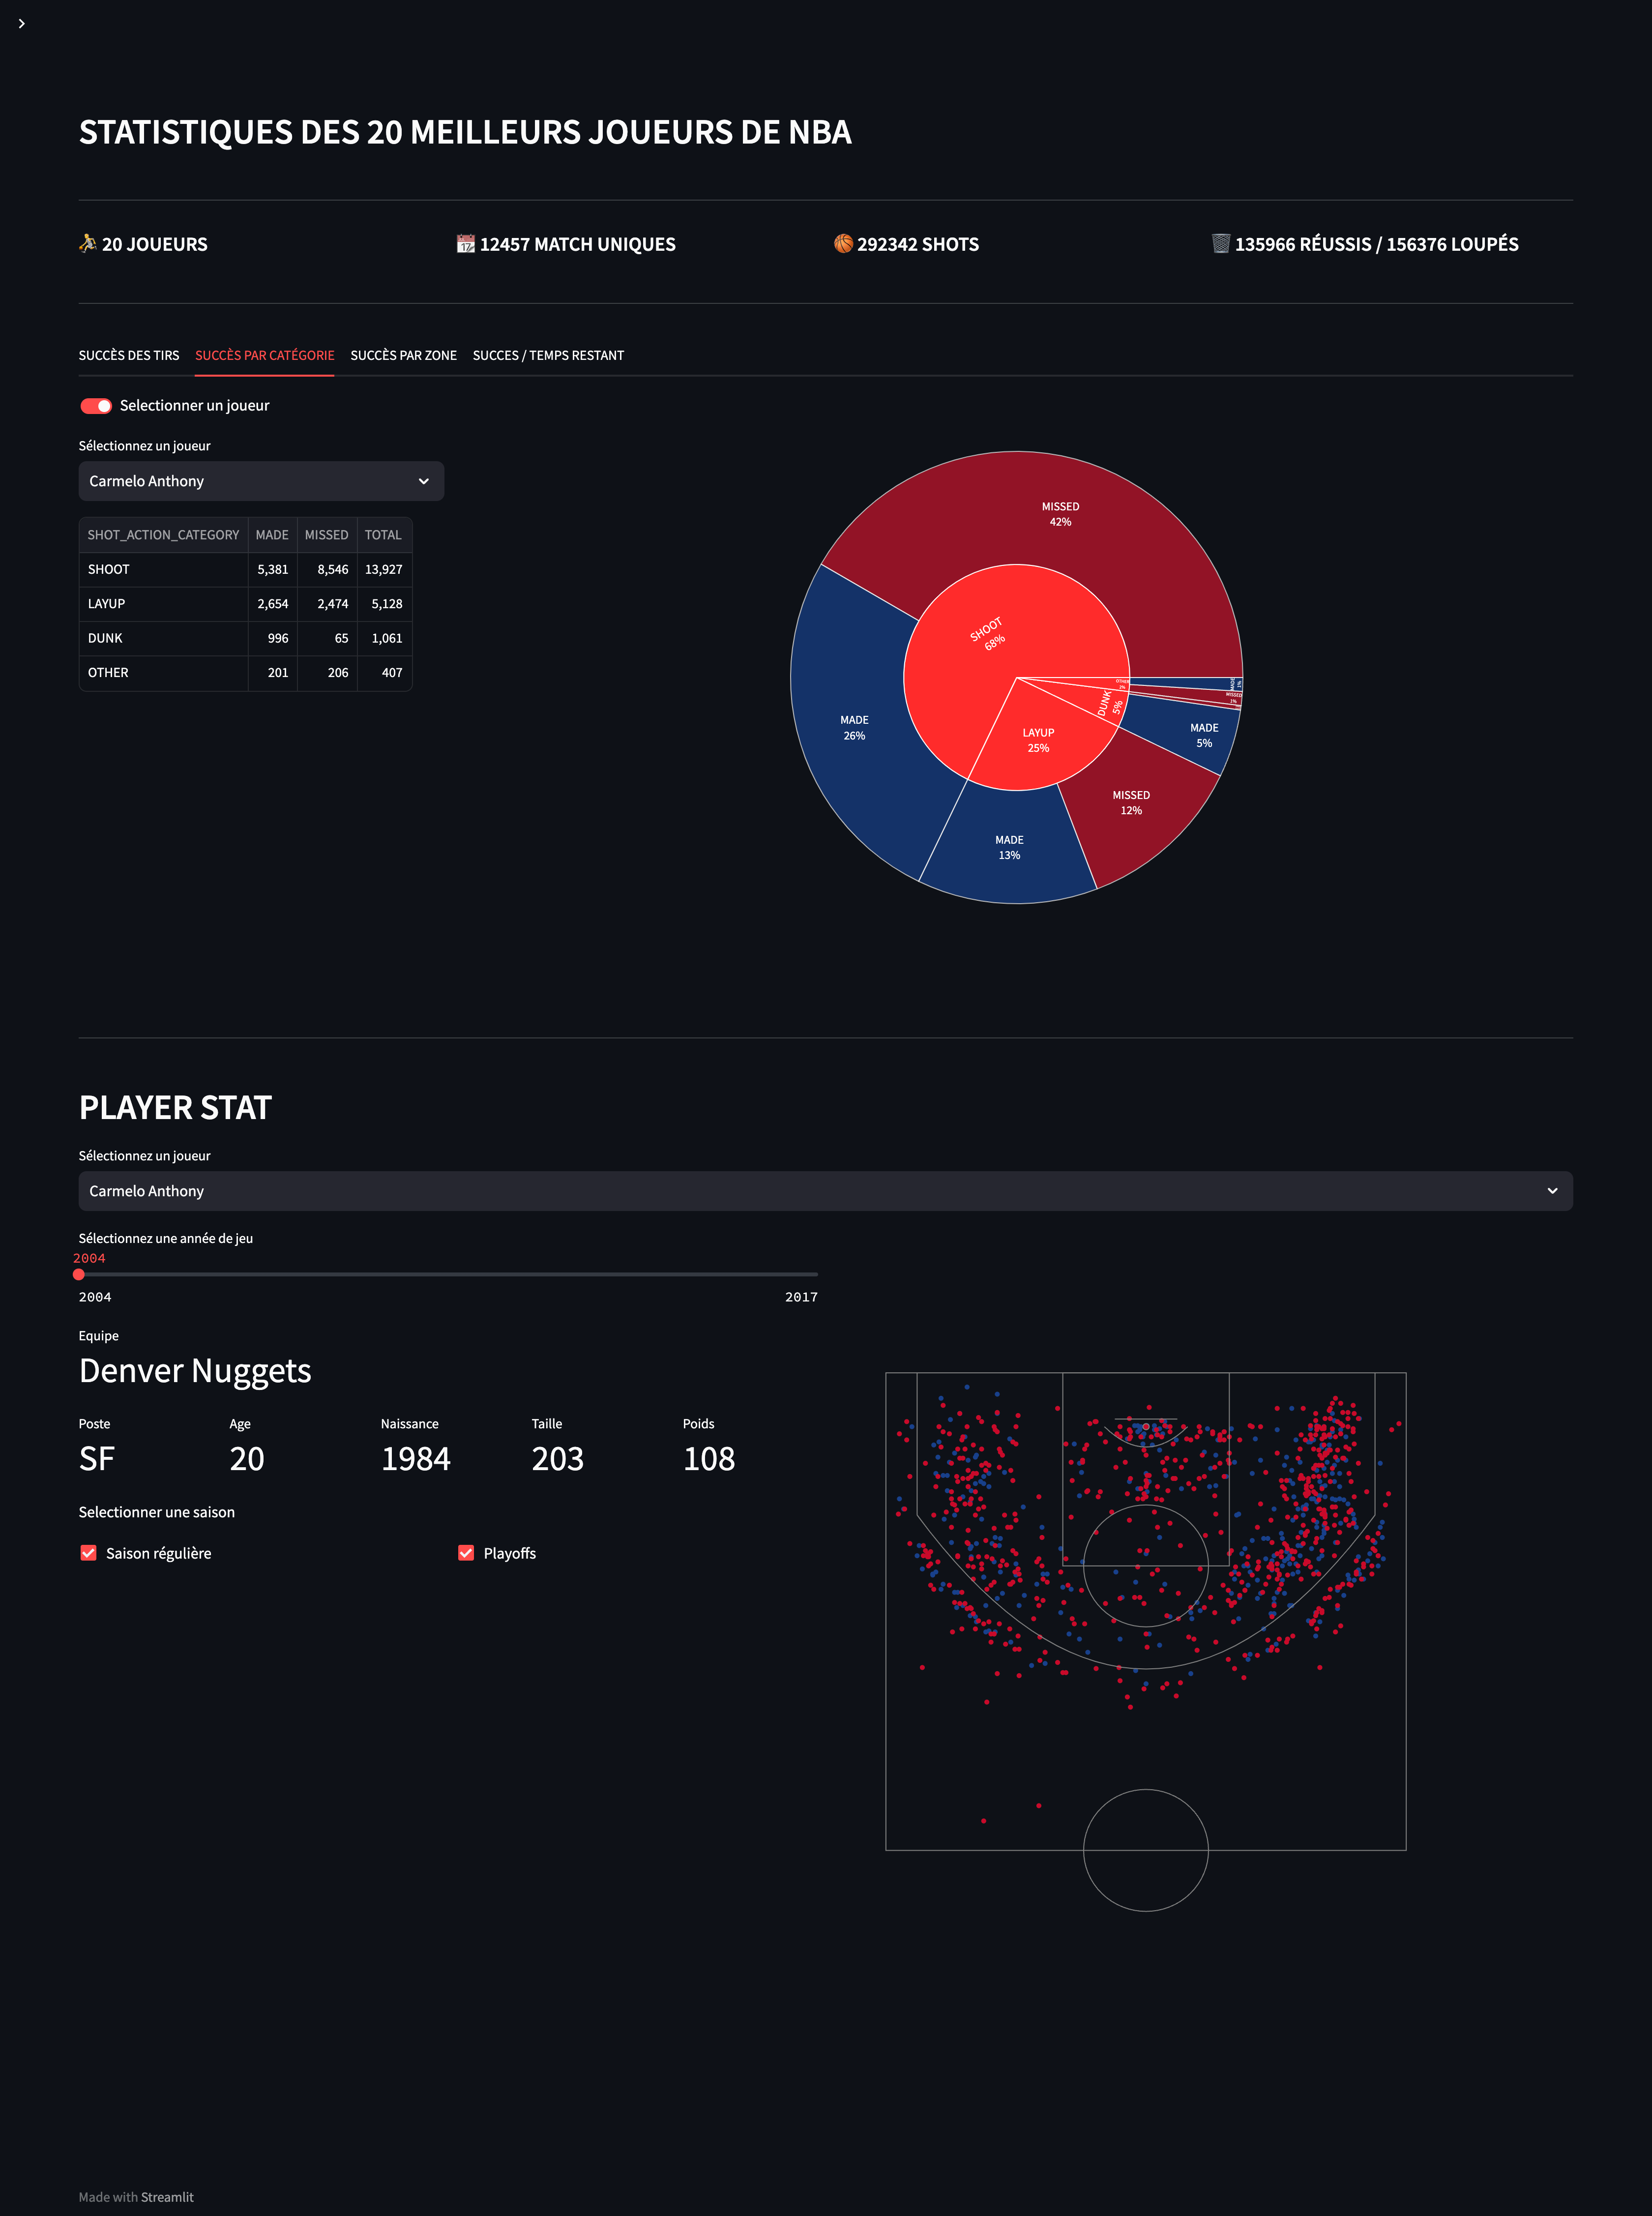 STATISTIQUES DES 20 MEILLEURS JOUEURS DE NBA
20 JOUEURS
12457 MATCH UNIQUES
292342 SHOTS
135966 RÉUSSIS / 156376 LOUPÉS
SUCCÈS DES TIRS SUCCÈS PAR CATÉGORIE SUCCÈS PAR ZONE SUCCES / TEMPS RESTANT
Selectionner un joueur
Sélectionnez un joueur
Carmelo Anthony
SHOT_ACTION_CATEGORY MADE MISSED TOTAL
SHOOT 5,381 8,546 13,927
LAYUP 2,654 2,474 5,128
DUNK 996 65 1,061
OTHER 201 206 407
MISSED
42%
SHOOT
68%
MADE
26%
LAYUP
25%
MADE
13%
MISSED
12%
DUNK
5%
MADE
5%
OTHER
MADE
1%
MISSED
1%
PLAYER STAT
Sélectionnez un joueur
Carmelo Anthony
Sélectionnez une année de jeu
2004
2004 2017
Equipe
Denver Nuggets
Poste Age Naissance Taille Poids
SF 20 1984 203 108
Selectionner une saison
Saison régulière Playoffs
Made with Streamlit